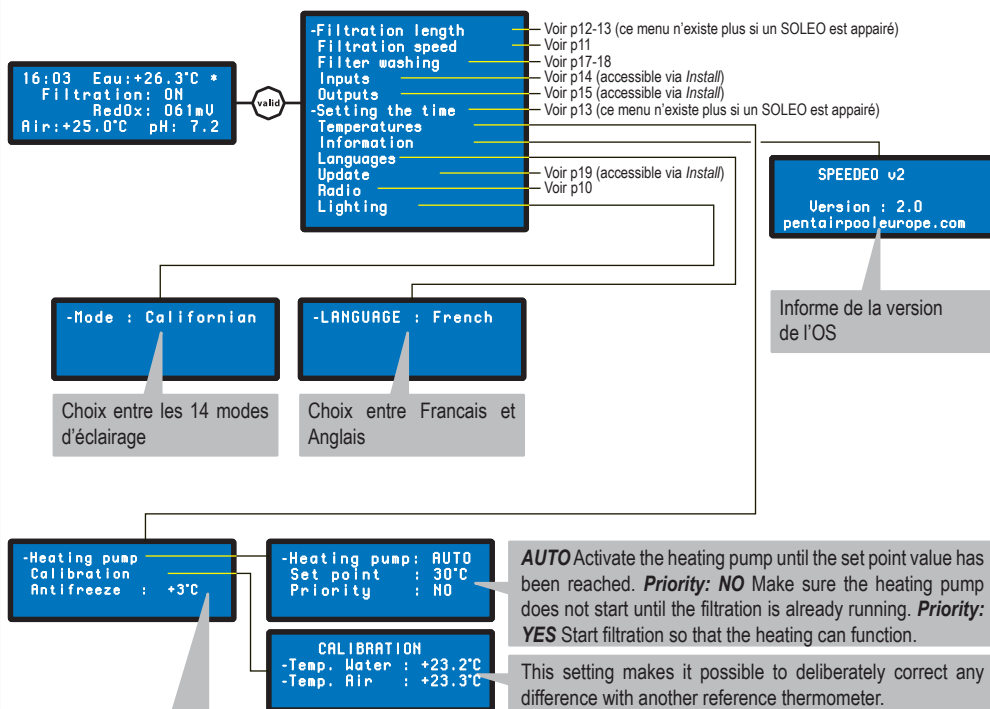 16:03 Eau:+26.3°C *
Filtration: ON
RedOx: 061mU
Air:+25.0°C pH: 7.2
valid
-Filtration length
Filtration speed
Filter washing
Inputs
Outputs
-Setting the time
Temperatures
Information
Languages
Update
Radio
Lighting
Voir p12-13 (ce menu n'existe plus si un SOLEO est appairé)
Voir p11
Voir p17-18
Voir p14 (accessible via Install)
Voir p15 (accessible via Install)
Voir p13 (ce menu n'existe plus si un SOLEO est appairé)
Voir p19 (accessible via Install)
Voir p10
SPEEDEO v2
Version : 2.0
pentairpooleurope.com
Informe de la version
de l'OS
-Mode : Californian
Choix entre les 14 modes
d'éclairage
-LANGUAGE : French
Choix entre Francais et
Anglais
-Heating pump
Calibration
Antifreeze : +3°C
-Heating pump: AUTO
Set point : 30°C
Priority : NO
AUTO Activate the heating pump until the set point value has
been reached. Priority: NO Make sure the heating pump
does not start until the filtration is already running. Priority:
YES Start filtration so that the heating can function.
CALIBRATION
-Temp. Water : +23.2°C
-Temp. Air : +23.3°C
This setting makes it possible to deliberately correct any
difference with another reference thermometer.